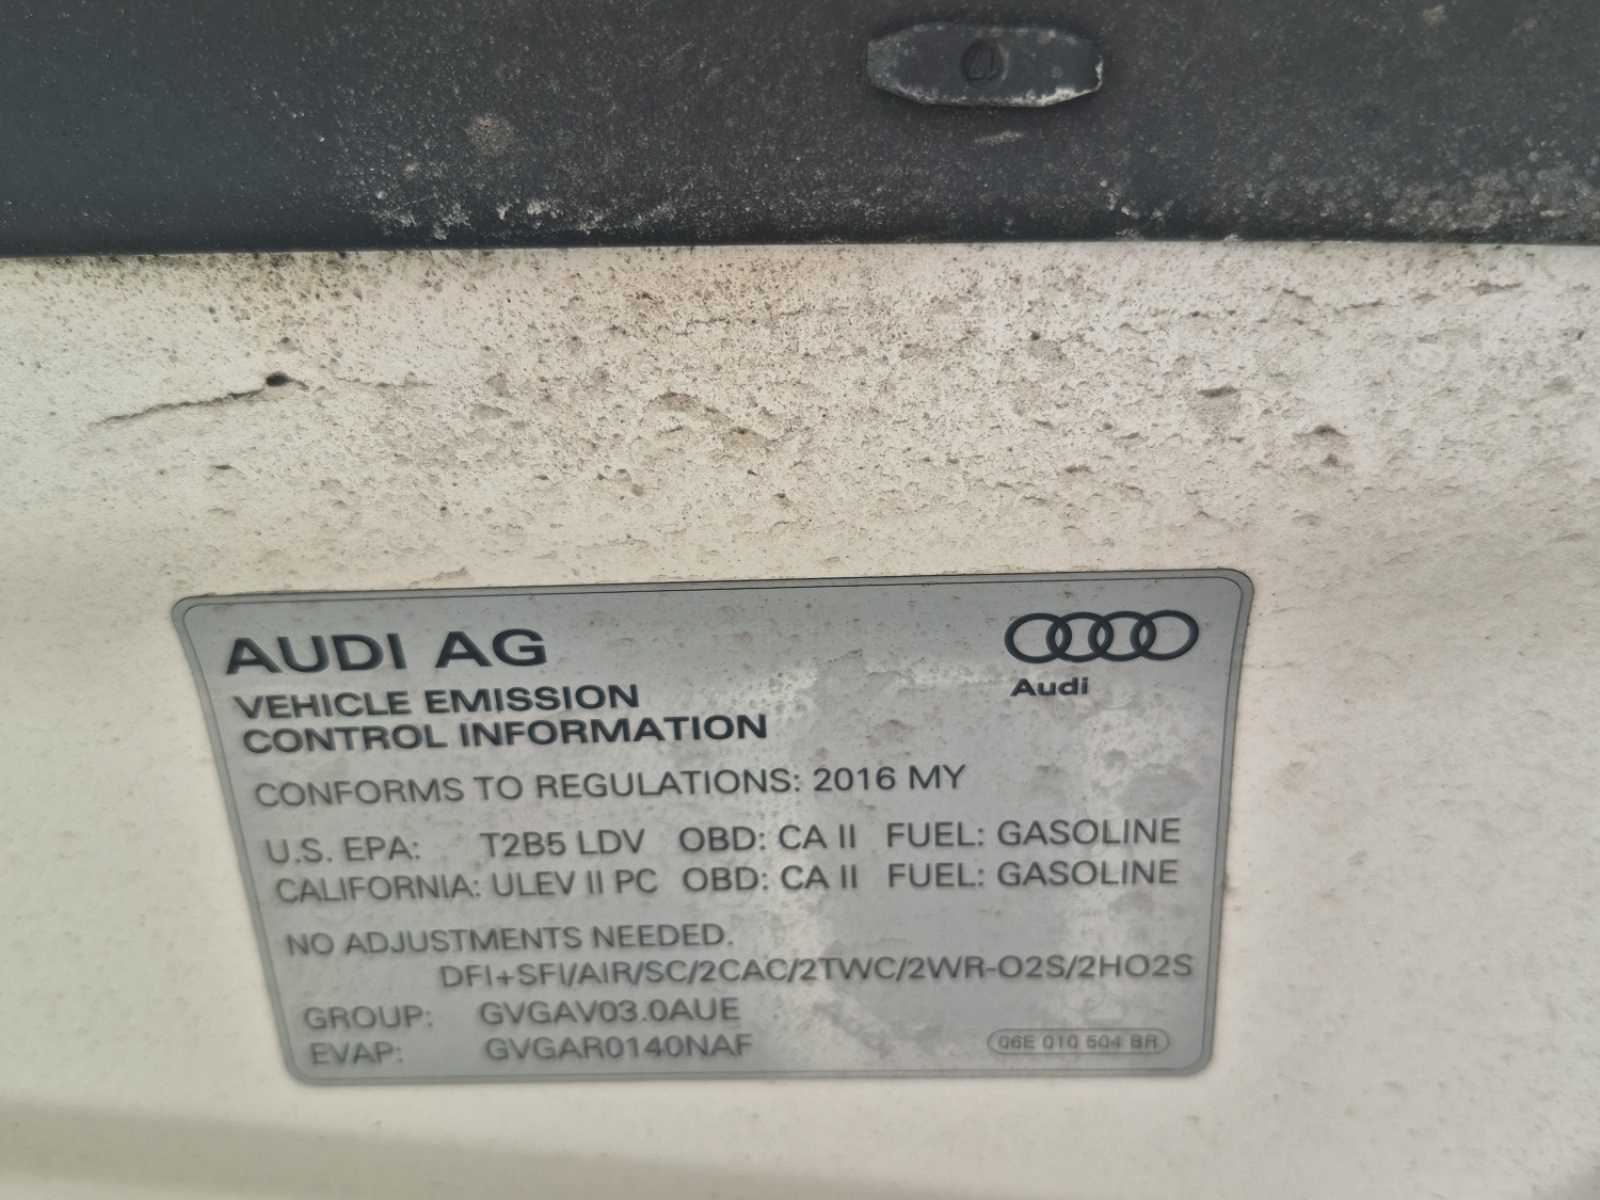 AUDI AG
Audi
VEHICLE EMISSION
CONTROL INFORMATION
CONFORMS TO REGULATIONS: 2016 MY
U.S. EPA: T2B5 LDV OBD: CA II FUEL: GASOLINE
CALIFORNIA: ULEV II PC OBD: CA II FUEL: GASOLINE
NO ADJUSTMENTS NEEDED.
DFI+SFI/AIR/SC/2CAC/2TWC/2WR-O2S/2HO2S
GROUP: GVGAV03.0AUE
EVAP: GVGAR0140NAF
06E 010 504 BR